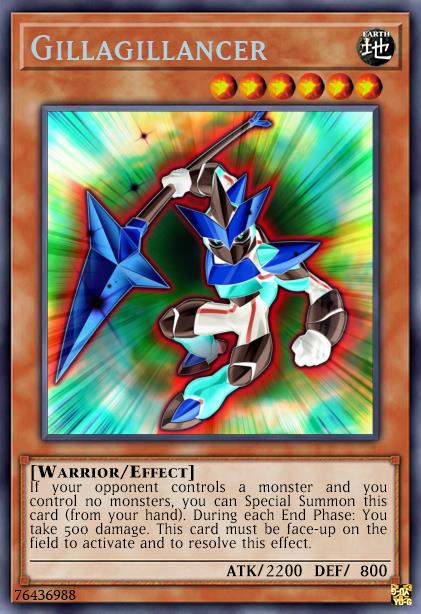 GILLAGILLANCER
EARTH
地
[WARRIOR/EFFECT]
If your opponent controls a monster and you
control no monsters, you can Special Summon this
card (from your hand). During each End Phase: You
take 500 damage. This card must be face-up on the
field to activate and to resolve this effect.
ATK/2200 DEF/ 800
76436988